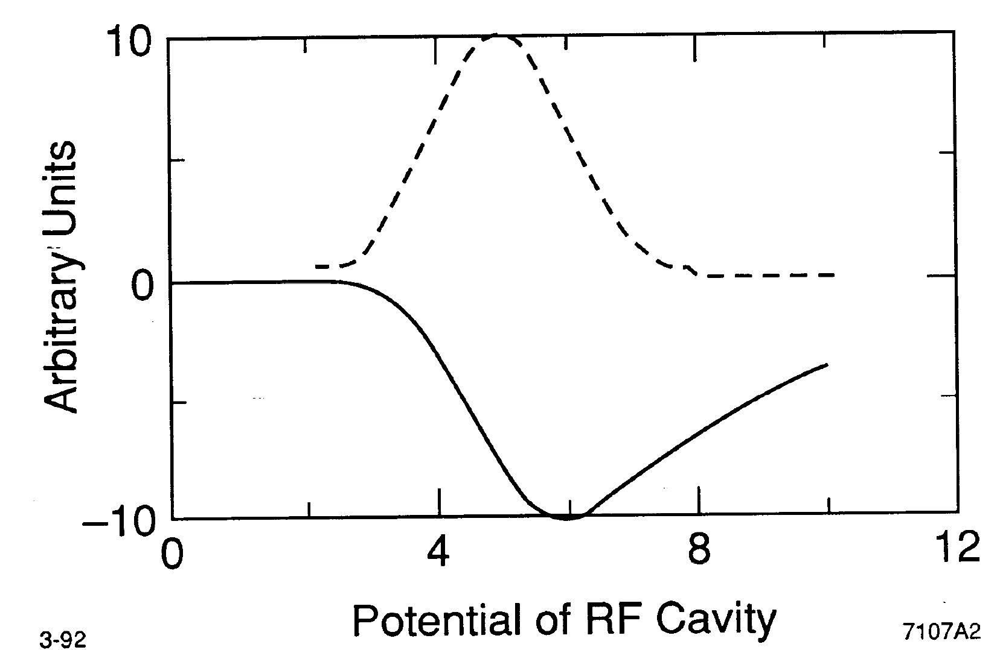 10
0
–10
Arbitrary Units
0 4 8 12
Potential of RF Cavity
3-92 7107A2